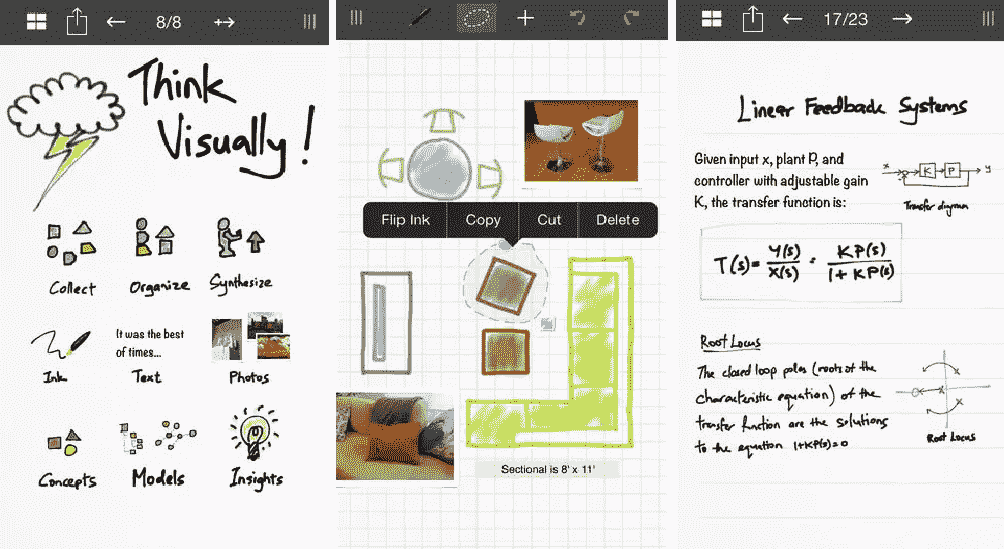 8/8
Think
Visually!
Collect
Organize
Synthesize
Ink
It was the best
of times...
Text
Photos
Concepts
Models
Insights
Flip Ink
Copy
Cut
Delete
Sectional is 8' x 11'
17/23
Linear Feedback Systems
Given input x, plant P, and
controller with adjustable gain
K, the transfer function is:
x K P y
Transfer diagram
T(s) = Y(s)/X(s) = KP(s)/1+KP(s)
Root Locus
The closed loop poles (roots of the
characteristic equation) of the
transfer function are the solutions
to the equation 1+KP(s)=0
Root Locus